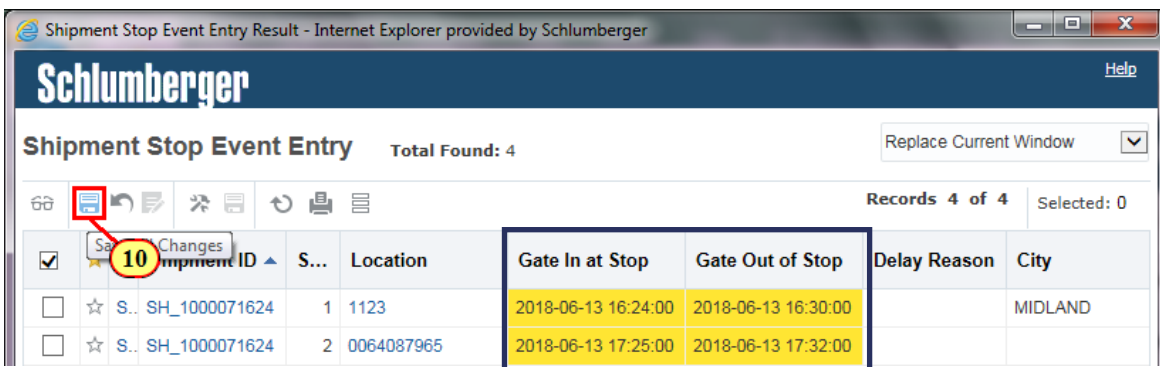 Shipment Stop Event Entry Result - Internet Explorer provided by Schlumberger
Schlumberger
Help
Shipment Stop Event Entry Total Found: 4
Replace Current Window
Records 4 of 4 Selected: 0
Changes
10
ID S... Location Gate In at Stop Gate Out of Stop Delay Reason City
S.. SH_1000071624 1 1123 2018-06-13 16:24:00 2018-06-13 16:30:00 MIDLAND
S.. SH_1000071624 2 0064087965 2018-06-13 17:25:00 2018-06-13 17:32:00